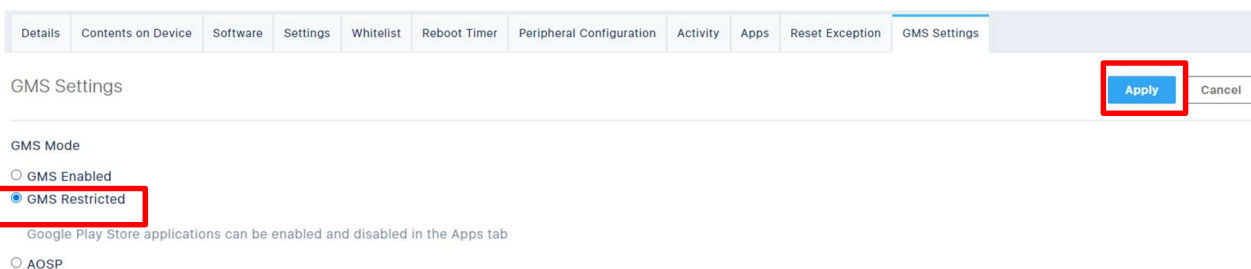 Details Contents on Device Software Settings Whitelist Reboot Timer Peripheral Configuration Activity Apps Reset Exception GMS Settings
GMS Settings Apply Cancel
GMS Mode
GMS Enabled
GMS Restricted
Google Play Store applications can be enabled and disabled in the Apps tab
AOSP